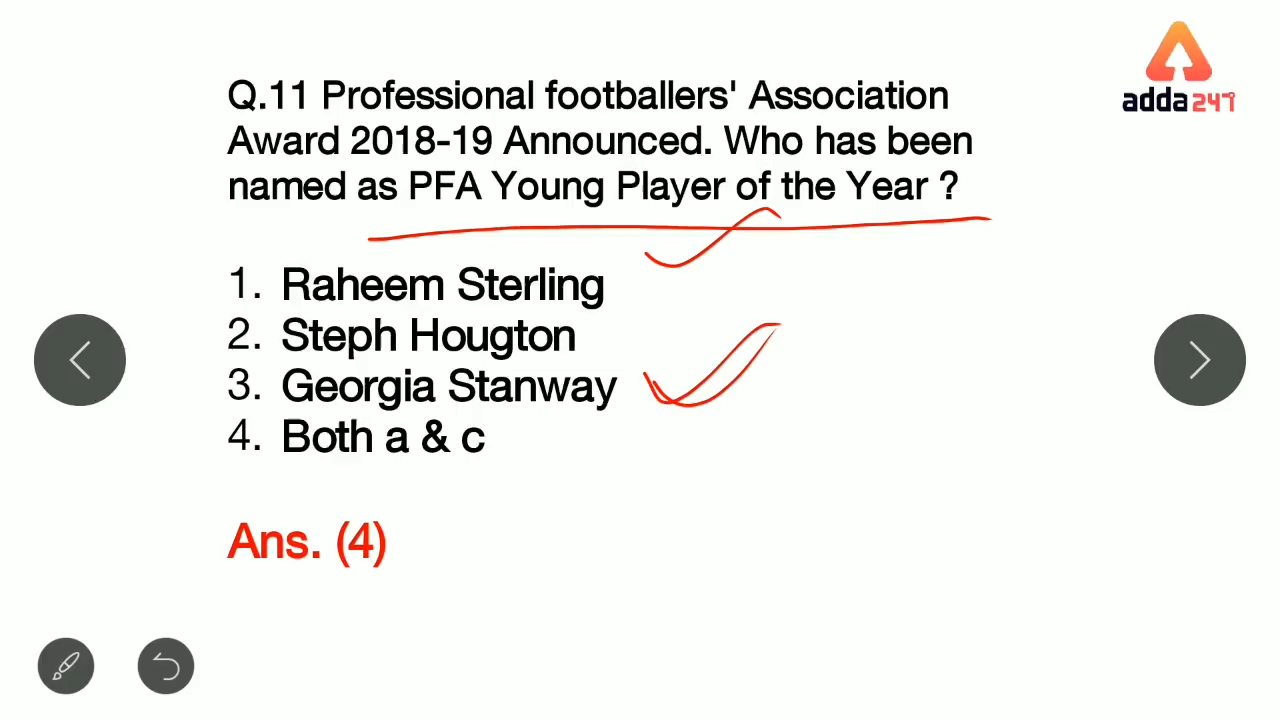 adda247
Q.11 Professional footballers' Association
Award 2018-19 Announced. Who has been
named as PFA Young Player of the Year ?
1. Raheem Sterling
2. Steph Hougton
3. Georgia Stanway
4. Both a & c
Ans. (4)